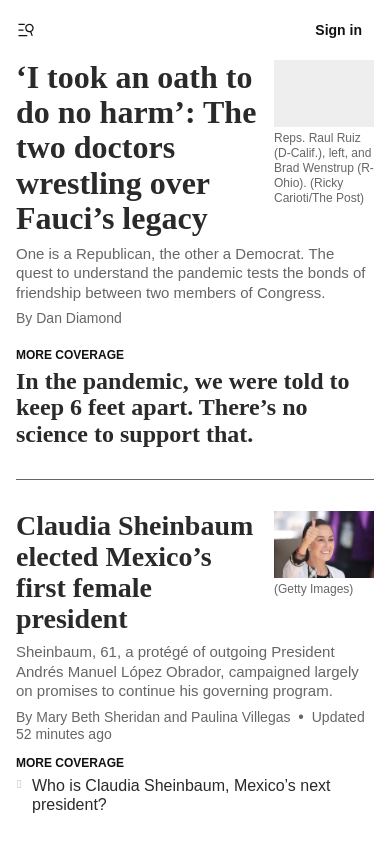 Sign in
‘I took an oath to
do no harm’: The
two doctors
wrestling over
Fauci’s legacy
Reps. Raul Ruiz
(D-Calif.), left, and
Brad Wenstrup (R-
Ohio). (Ricky
Carioti/The Post)
One is a Republican, the other a Democrat. The
quest to understand the pandemic tests the bonds of
friendship between two members of Congress.
By Dan Diamond
MORE COVERAGE
In the pandemic, we were told to
keep 6 feet apart. There’s no
science to support that.
Claudia Sheinbaum
elected Mexico’s
first female
president
(Getty Images)
Sheinbaum, 61, a protégé of outgoing President
Andrés Manuel López Obrador, campaigned largely
on promises to continue his governing program.
By Mary Beth Sheridan and Paulina Villegas • Updated
52 minutes ago
MORE COVERAGE
Who is Claudia Sheinbaum, Mexico’s next
president?